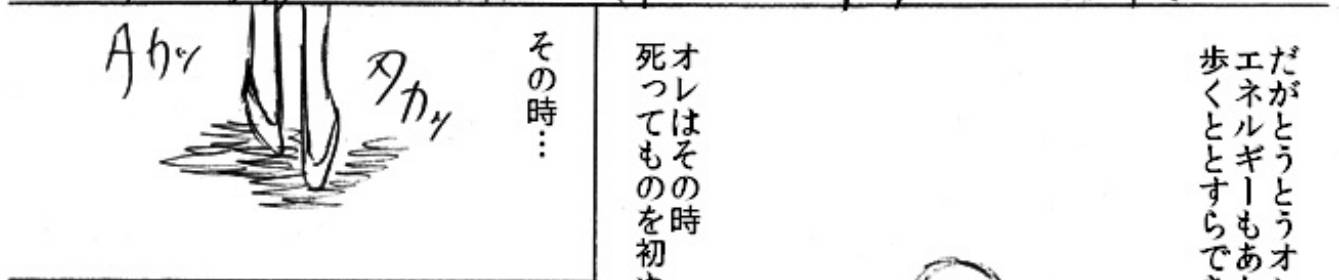 だがとうとうオ
エネルギーもあ
歩くととすらで
オレはその時
死ってものを初
その時…
タカッ